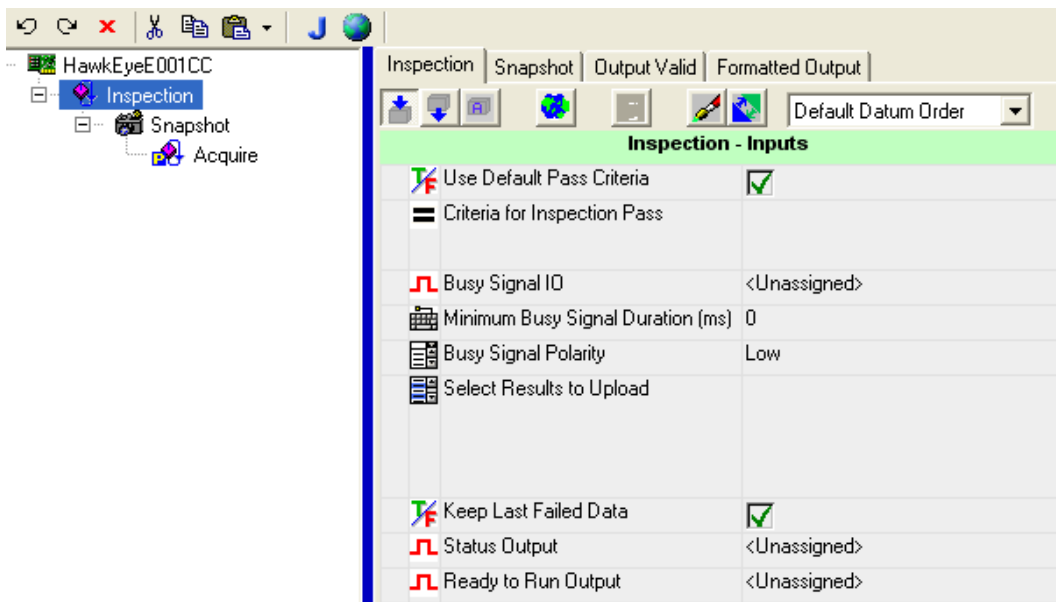 HawkEyeE001CC
Inspection
Snapshot
Acquire
Inspection Snapshot Output Valid Formatted Output
Default Datum Order
Inspection - Inputs
Use Default Pass Criteria
Criteria for Inspection Pass
Busy Signal IO <Unassigned>
Minimum Busy Signal Duration (ms) 0
Busy Signal Polarity Low
Select Results to Upload
Keep Last Failed Data
Status Output <Unassigned>
Ready to Run Output <Unassigned>